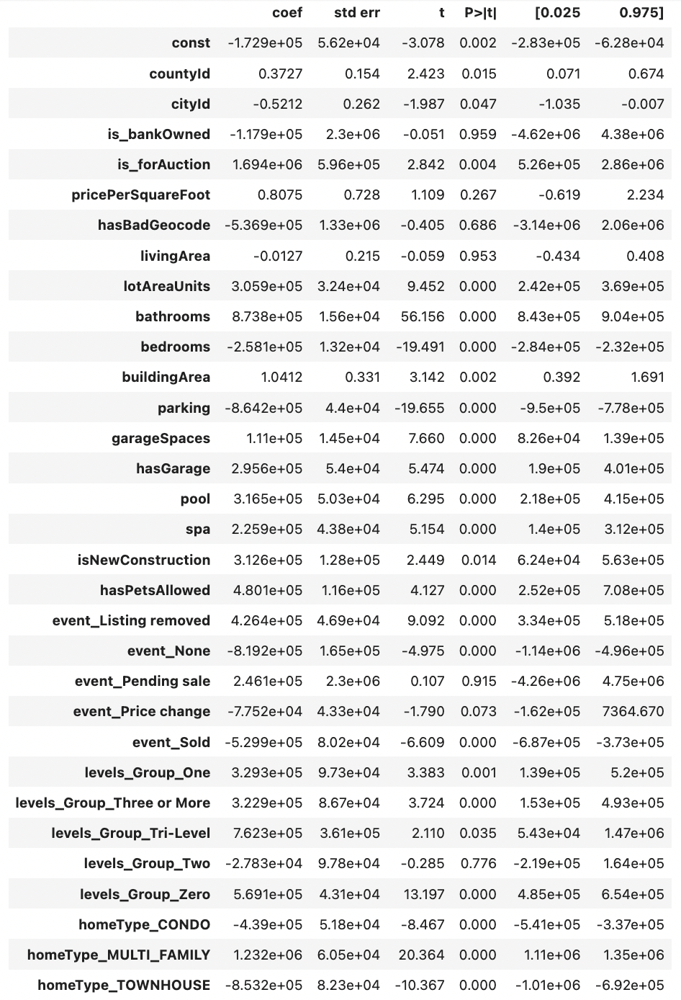 coef std err t P>|t| [0.025 0.975]
const -1.729e+05 5.62e+04 -3.078 0.002 -2.83e+05 -6.28e+04
countyId 0.3727 0.154 2.423 0.015 0.071 0.674
cityId -0.5212 0.262 -1.987 0.047 -1.035 -0.007
is_bankOwned -1.179e+05 2.3e+06 -0.051 0.959 -4.62e+06 4.38e+06
is_forAuction 1.694e+06 5.96e+05 2.842 0.004 5.26e+05 2.86e+06
pricePerSquareFoot 0.8075 0.728 1.109 0.267 -0.619 2.234
hasBadGeocode -5.369e+05 1.33e+06 -0.405 0.686 -3.14e+06 2.06e+06
livingArea -0.0127 0.215 -0.059 0.953 -0.434 0.408
lotAreaUnits 3.059e+05 3.24e+04 9.452 0.000 2.42e+05 3.69e+05
bathrooms 8.738e+05 1.56e+04 56.156 0.000 8.43e+05 9.04e+05
bedrooms -2.581e+05 1.32e+04 -19.491 0.000 -2.84e+05 -2.32e+05
buildingArea 1.0412 0.331 3.142 0.002 0.392 1.691
parking -8.642e+05 4.4e+04 -19.655 0.000 -9.5e+05 -7.78e+05
garageSpaces 1.11e+05 1.45e+04 7.660 0.000 8.26e+04 1.39e+05
hasGarage 2.956e+05 5.4e+04 5.474 0.000 1.9e+05 4.01e+05
pool 3.165e+05 5.03e+04 6.295 0.000 2.18e+05 4.15e+05
spa 2.259e+05 4.38e+04 5.154 0.000 1.4e+05 3.12e+05
isNewConstruction 3.126e+05 1.28e+05 2.449 0.014 6.24e+04 5.63e+05
hasPetsAllowed 4.801e+05 1.16e+05 4.127 0.000 2.52e+05 7.08e+05
event_Listing removed 4.264e+05 4.69e+04 9.092 0.000 3.34e+05 5.18e+05
event_None -8.192e+05 1.65e+05 -4.975 0.000 -1.14e+06 -4.96e+05
event_Pending sale 2.461e+05 2.3e+06 0.107 0.915 -4.26e+06 4.75e+06
event_Price change -7.752e+04 4.33e+04 -1.790 0.073 -1.62e+05 7364.670
event_Sold -5.299e+05 8.02e+04 -6.609 0.000 -6.87e+05 -3.73e+05
levels_Group_One 3.293e+05 9.73e+04 3.383 0.001 1.39e+05 5.2e+05
levels_Group_Three or More 3.229e+05 8.67e+04 3.724 0.000 1.53e+05 4.93e+05
levels_Group_Tri-Level 7.623e+05 3.61e+05 2.110 0.035 5.43e+04 1.47e+06
levels_Group_Two -2.783e+04 9.78e+04 -0.285 0.776 -2.19e+05 1.64e+05
levels_Group_Zero 5.691e+05 4.31e+04 13.197 0.000 4.85e+05 6.54e+05
homeType_CONDO -4.39e+05 5.18e+04 -8.467 0.000 -5.41e+05 -3.37e+05
homeType_MULTI_FAMILY 1.232e+06 6.05e+04 20.364 0.000 1.11e+06 1.35e+06
homeType_TOWNHOUSE -8.532e+05 8.23e+04 -10.367 0.000 -1.01e+06 -6.92e+05